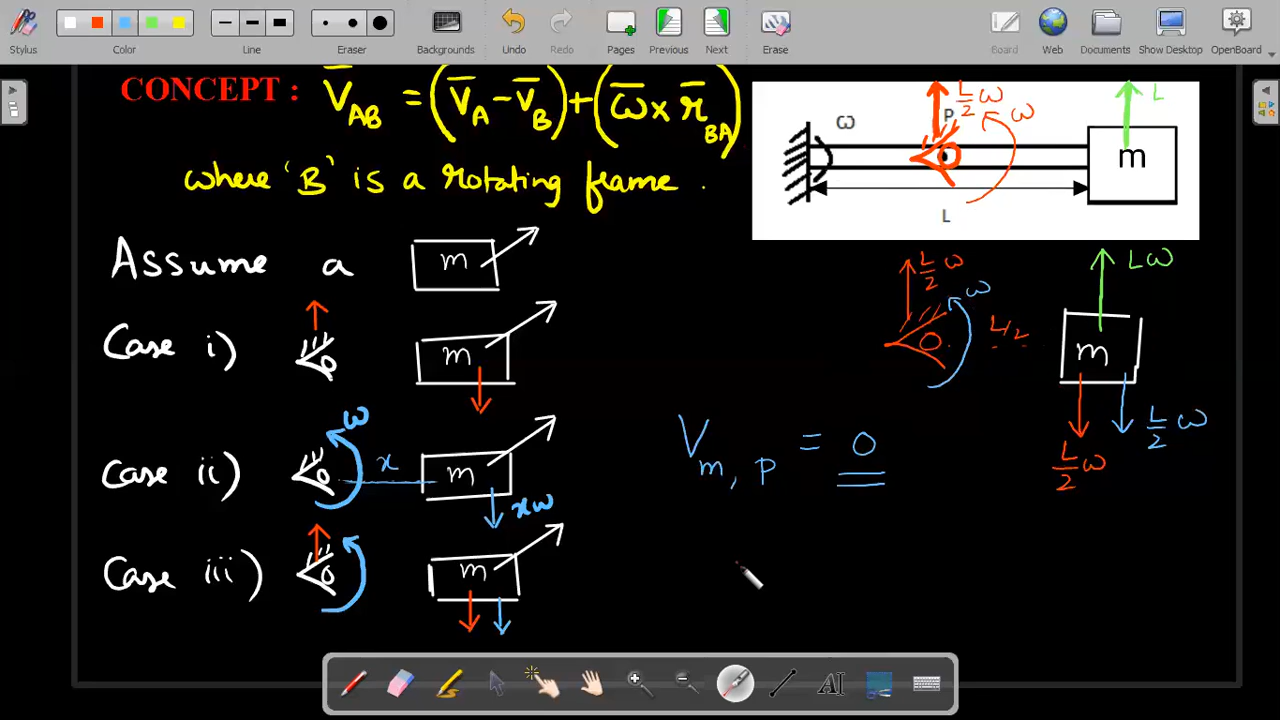 Stylus
Color
Line
Eraser
Backgrounds
Undo
Redo
Pages
Previous
Next
Erase
Board
Web
Documents
Show Desktop
OpenBoard
CONCEPT : V̄AB = (V̄A - V̄B) + (ω̄ x r̄BA)
where 'B' is a rotating frame .
Assume a m
Case i) m
Case ii) ω x m xω
Case iii) m
ω P L/2 ω ω L
m
L
L/2 ω ω L/2 Lω
m
L/2 ω L/2 ω
Vm, P = 0